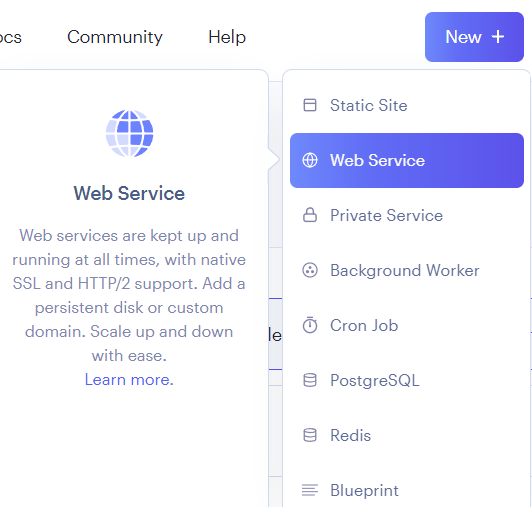 Community
Help
New +
Web Service
Web services are kept up and
running at all times, with native
SSL and HTTP/2 support. Add a
persistent disk or custom
domain. Scale up and down
with ease.
Learn more.
Static Site
Web Service
Private Service
Background Worker
Cron Job
PostgreSQL
Redis
Blueprint